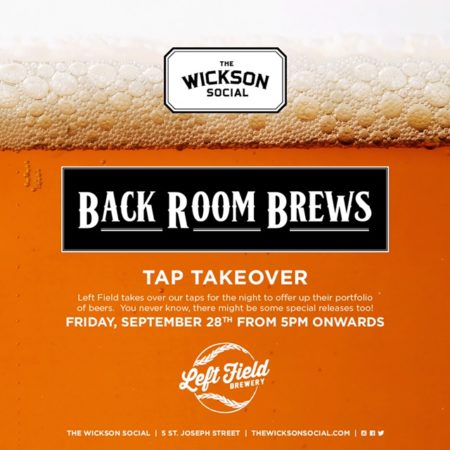 THE
WICKSON
SOCIAL
BACK ROOM BREWS
TAP TAKEOVER
Left Field takes over our taps for the night to offer up their portfolio
of beers. You never know, there might be some special releases too!
FRIDAY, SEPTEMBER 28TH FROM 5PM ONWARDS
Left Field
BREWERY
THE WICKSON SOCIAL | 5 ST. JOSEPH STREET | THEWICKSONSOCIAL.COM |